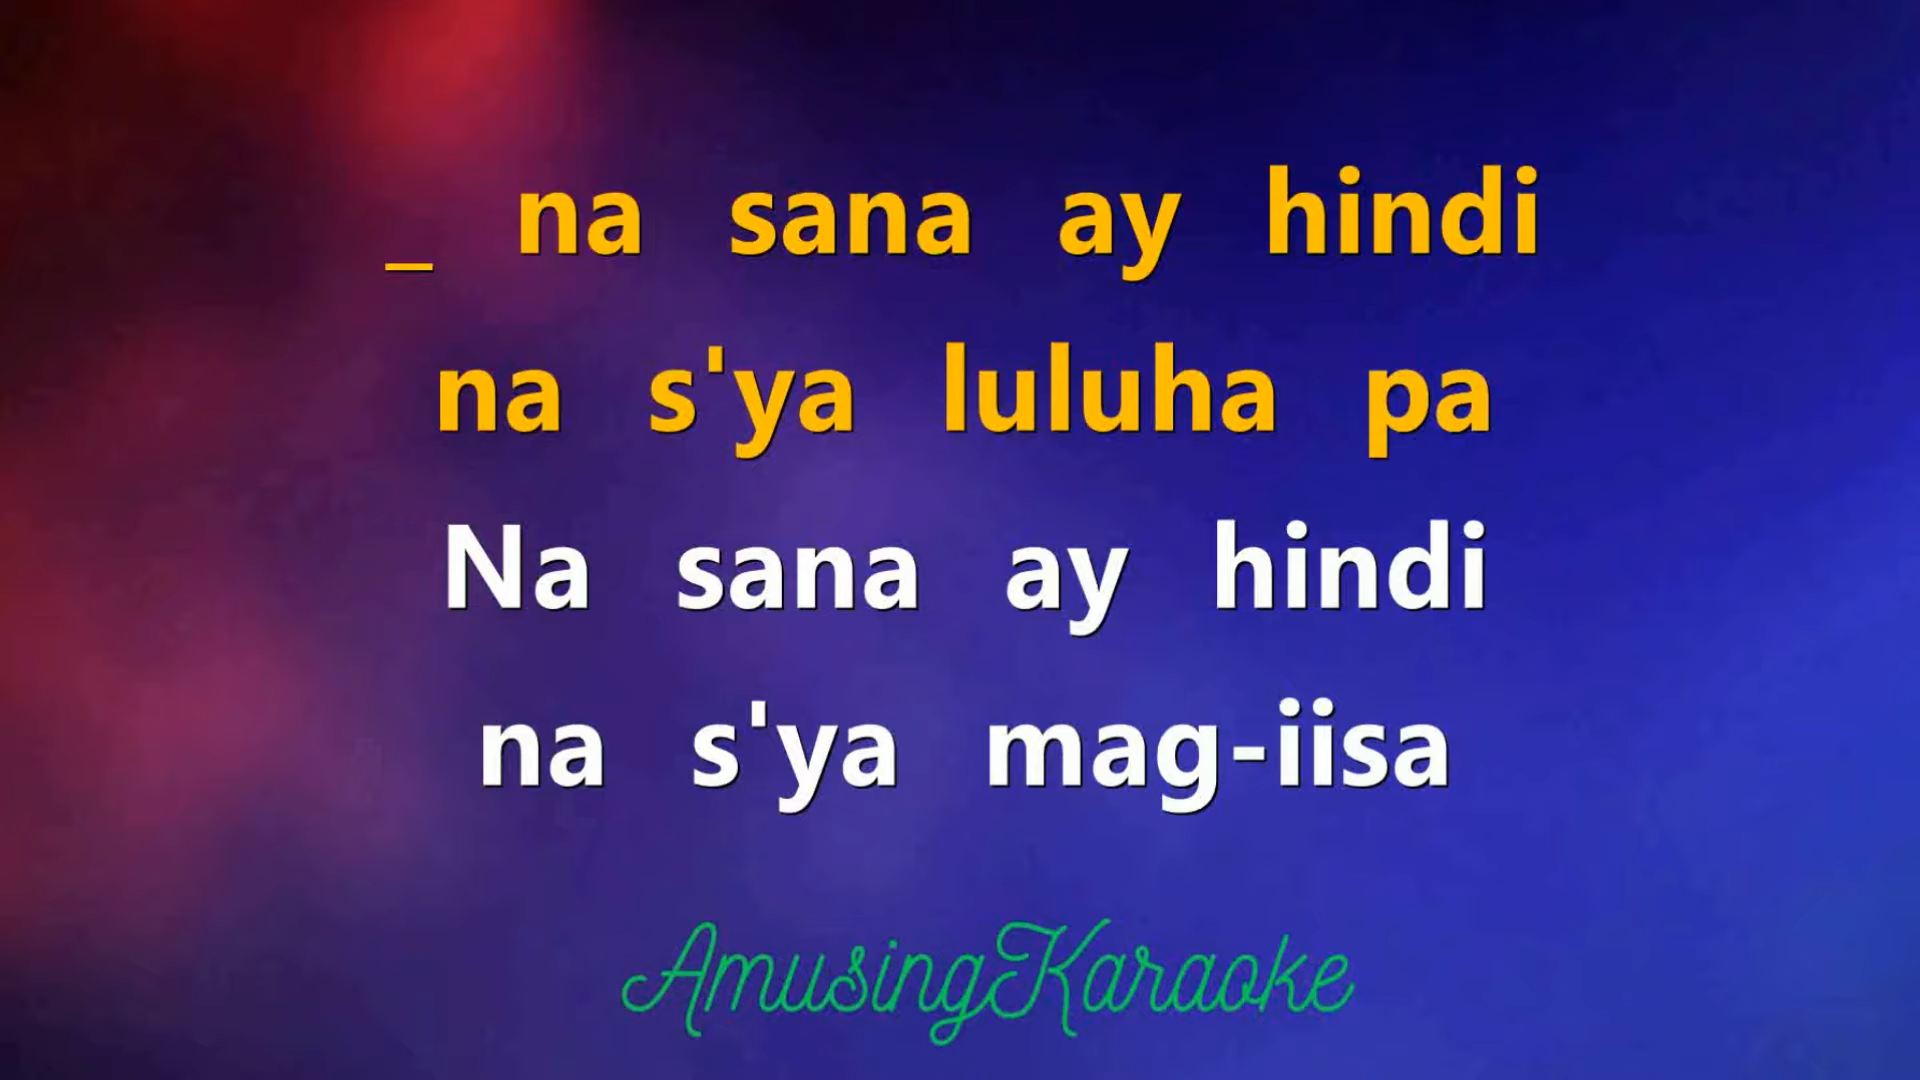 _ na sana ay hindi
na s'ya luluha pa
Na sana ay hindi
na s'ya mag-iisa
AmusingKaraoke